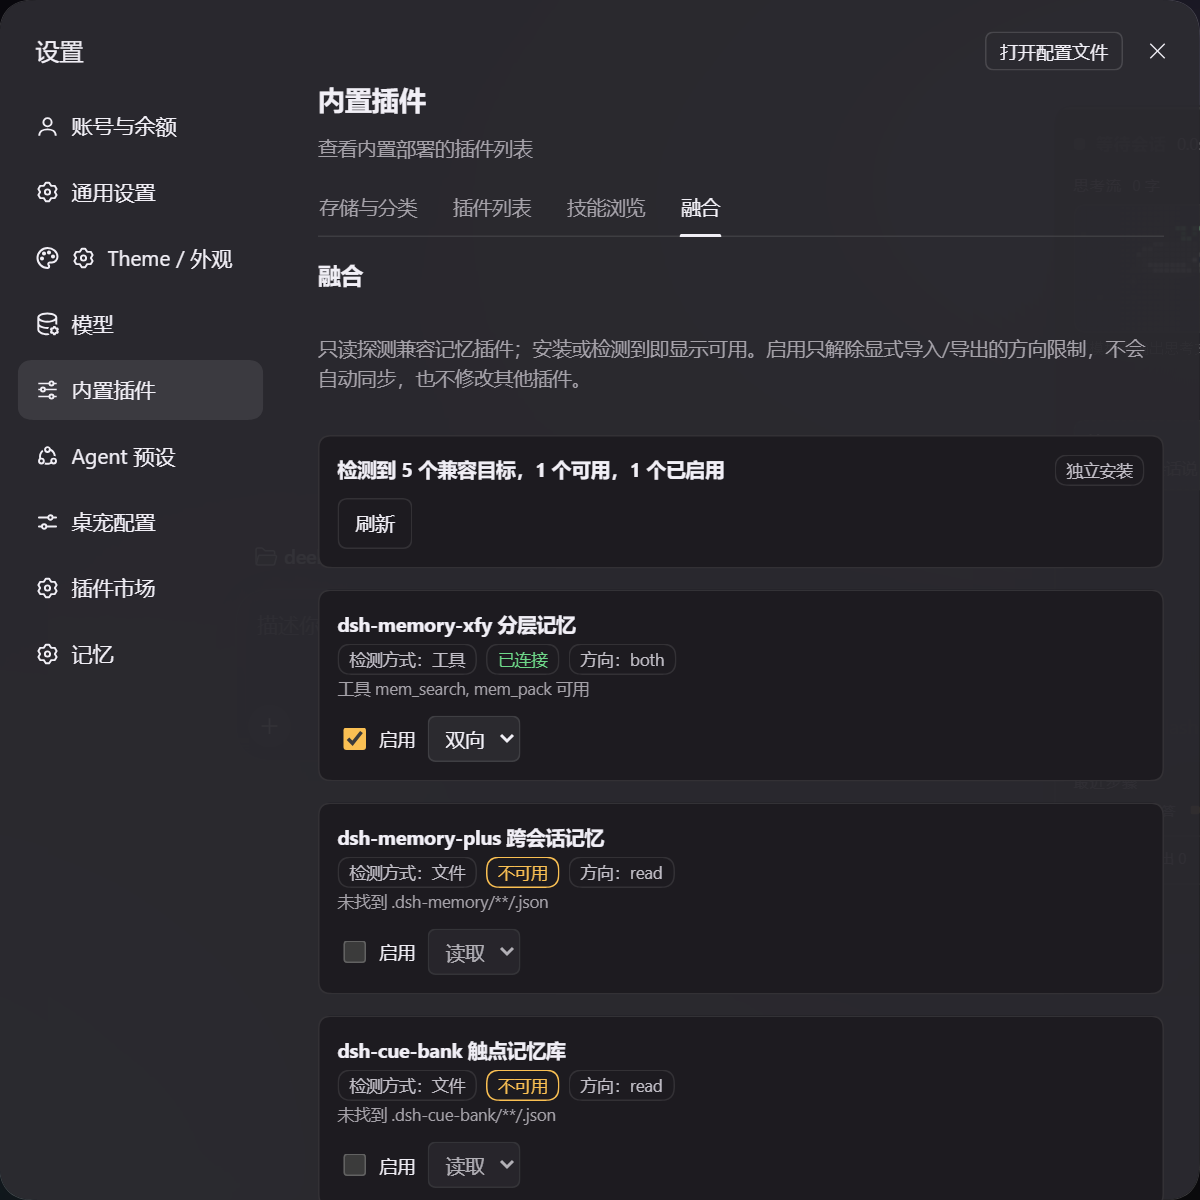 设置
打开配置文件
账号与余额
通用设置
Theme / 外观
模型
内置插件
Agent 预设
桌宠配置
插件市场
记忆
内置插件
查看内置部署的插件列表
存储与分类 插件列表 技能浏览 融合
融合
只读探测兼容记忆插件；安装或检测到即显示可用。启用只解除显式导入/导出的方向限制，不会
自动同步，也不修改其他插件。
检测到 5 个兼容目标，1 个可用，1 个已启用
独立安装
刷新
dsh-memory-xfy 分层记忆
检测方式：工具 已连接 方向：both
工具 mem_search, mem_pack 可用
启用 双向
dsh-memory-plus 跨会话记忆
检测方式：文件 不可用 方向：read
未找到 .dsh-memory/**/.json
启用 读取
dsh-cue-bank 触点记忆库
检测方式：文件 不可用 方向：read
未找到 .dsh-cue-bank/**/.json
启用 读取
dee
描述你